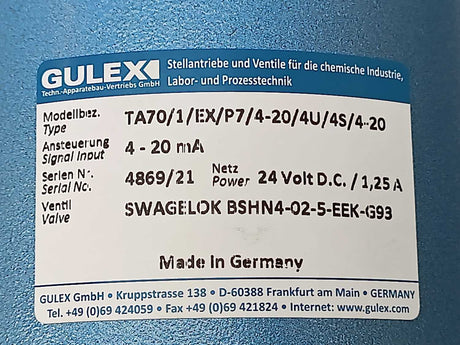 GULEX
Techn.-Apparatebau-Vertriebs GmbH
Stellantriebe und Ventile für die chemische Industrie,
Labor- und Prozesstechnik
Modellbez. TA70/1/EX/P7/4-20/4U/4S/4-20
Type
Ansteuerung 4 - 20 mA
Signal Input
Serien Nr. 4869/21 Netz 24 Volt D.C. / 1,25 A
Serial No. Power
Ventil SWAGELOK BSHN4-02-5-EEK-G93
Valve
Made In Germany
GULEX GmbH • Kruppstrasse 138 • D-60388 Frankfurt am Main • GERMANY
Tel. +49 (0)69 424059 • Fax +49 (0)69 421824 • Internet: www.gulex.com